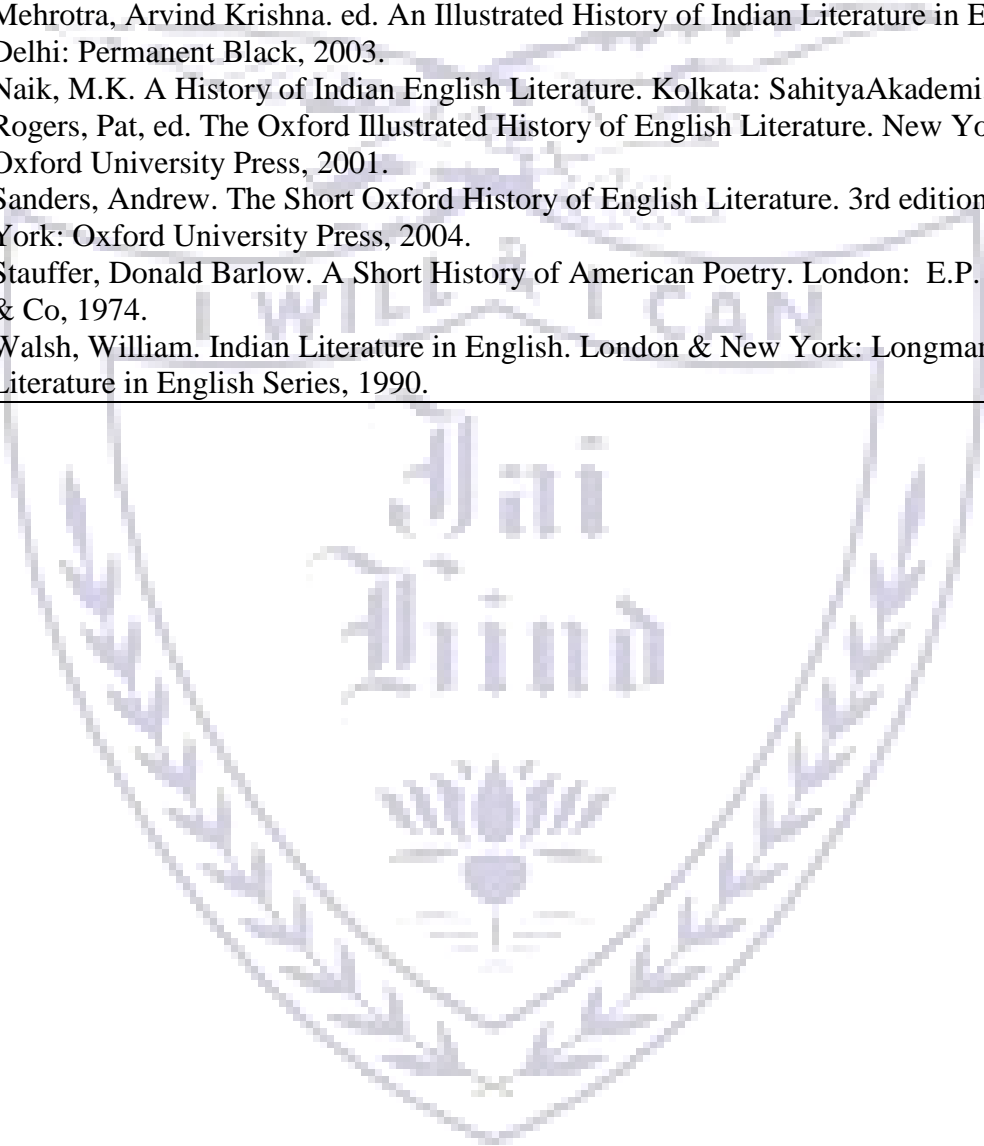 Mehrotra, Arvind Krishna. ed. An Illustrated History of Indian Literature in E
Delhi: Permanent Black, 2003.
Naik, M.K. A History of Indian English Literature. Kolkata: SahityaAkademi.
Rogers, Pat, ed. The Oxford Illustrated History of English Literature. New Yo
Oxford University Press, 2001.
Sanders, Andrew. The Short Oxford History of English Literature. 3rd edition
York: Oxford University Press, 2004.
Stauffer, Donald Barlow. A Short History of American Poetry. London: E.P.
& Co, 1974.
I WILL & I CAN
Walsh, William. Indian Literature in English. London & New York: Longman
Literature in English Series, 1990.
Jai
Hind